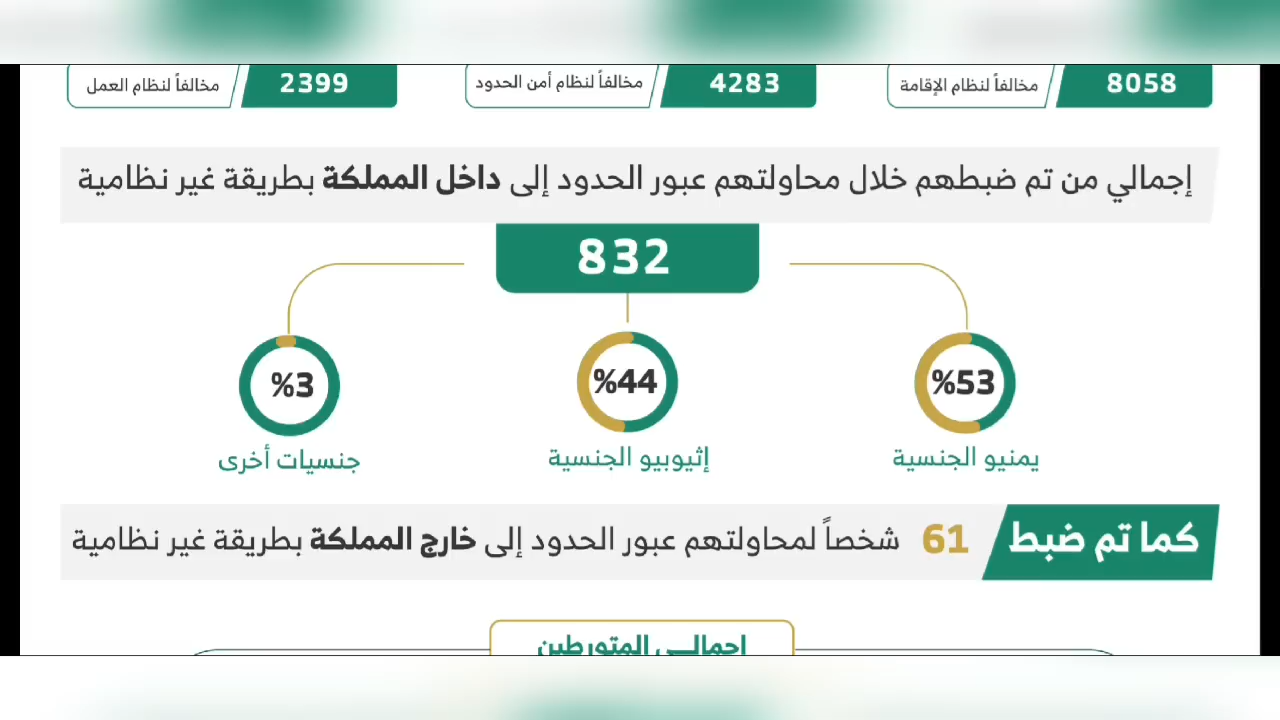 8058 مخالفاً لنظام الإقامة
4283 مخالفاً لنظام أمن الحدود
2399 مخالفاً لنظام العمل
إجمالي من تم ضبطهم خلال محاولتهم عبور الحدود إلى داخل المملكة بطريقة غير نظامية
832
%53
يمنيو الجنسية
%44
إثيوبيو الجنسية
%3
جنسيات أخرى
كما تم ضبط 61 شخصاً لمحاولتهم عبور الحدود إلى خارج المملكة بطريقة غير نظامية
إجمالـــي المتورطين